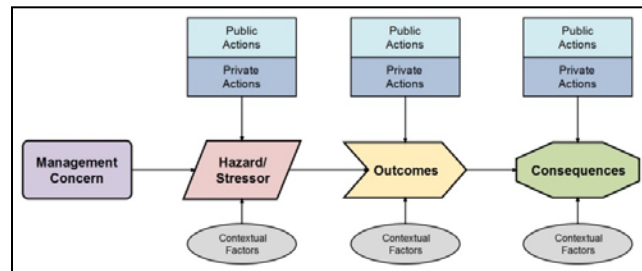 Public
Actions
Private
Actions
Public
Actions
Private
Actions
Public
Actions
Private
Actions
Management
Concern
Hazard/
Stressor
Outcomes
Consequences
Contextual
Factors
Contextual
Factors
Contextual
Factors